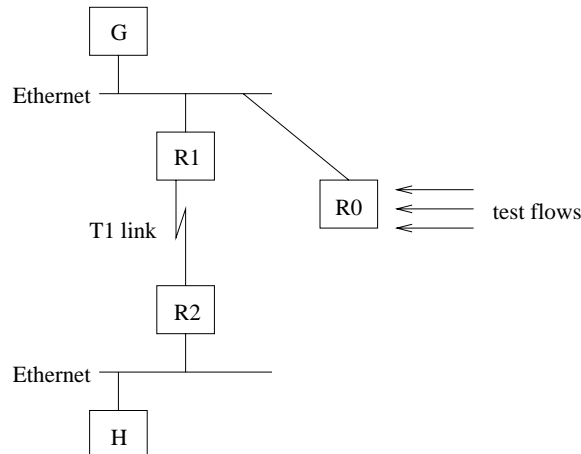 G
Ethernet
R1
R0
test flows
T1 link
R2
Ethernet
H